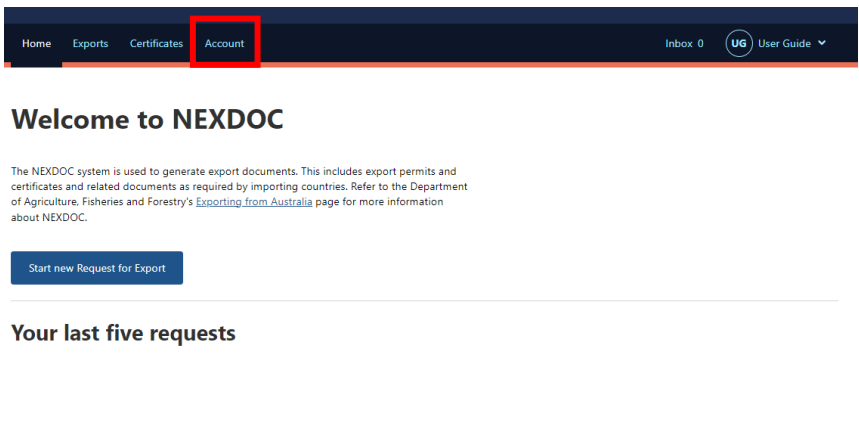 Home Exports Certificates Account Inbox 0 UG User Guide
Welcome to NEXDOC
The NEXDOC system is used to generate export documents. This includes export permits and
certificates and related documents as required by importing countries. Refer to the Department
of Agriculture, Fisheries and Forestry's Exporting from Australia page for more information
about NEXDOC.
Start new Request for Export
Your last five requests